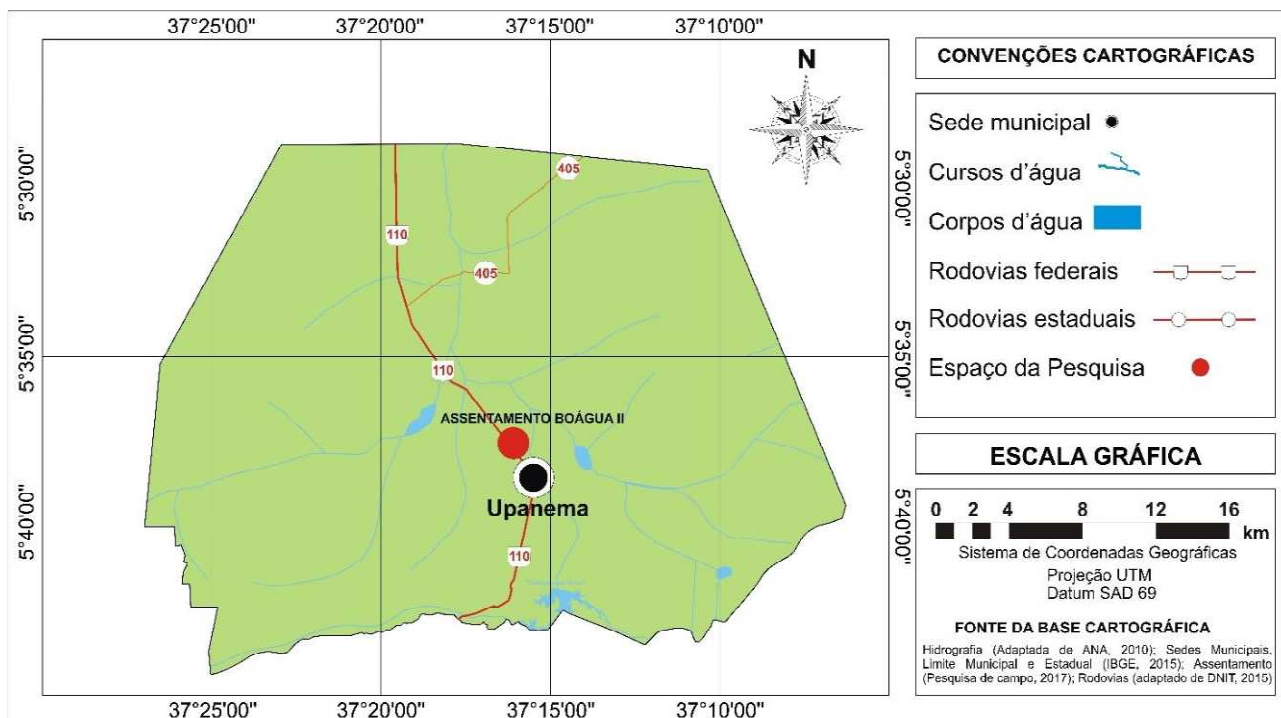 37°25'00" 37°20'00" 37°15'00" 37°10'00"
N
5°30'00"
5°35'00"
5°40'00"
405
110
405
110
ASSENTAMENTO BOÁGUA II
Upanema
110
5°30'00"
5°35'00"
5°40'00"
37°25'00" 37°20'00" 37°15'00" 37°10'00"
CONVENÇÕES CARTOGRÁFICAS
Sede municipal
Cursos d'água
Corpos d'água
Rodovias federais
Rodovias estaduais
Espaço da Pesquisa
ESCALA GRÁFICA
0 2 4 8 12 16
km
Sistema de Coordenadas Geográficas
Projeção UTM
Datum SAD 69
FONTE DA BASE CARTOGRÁFICA
Hidrografia (Adaptada de ANA, 2010); Sedes Municipais,
Limite Municipal e Estadual (IBGE, 2015); Assentamento
(Pesquisa de campo, 2017); Rodovias (adaptado de DNIT, 2015)